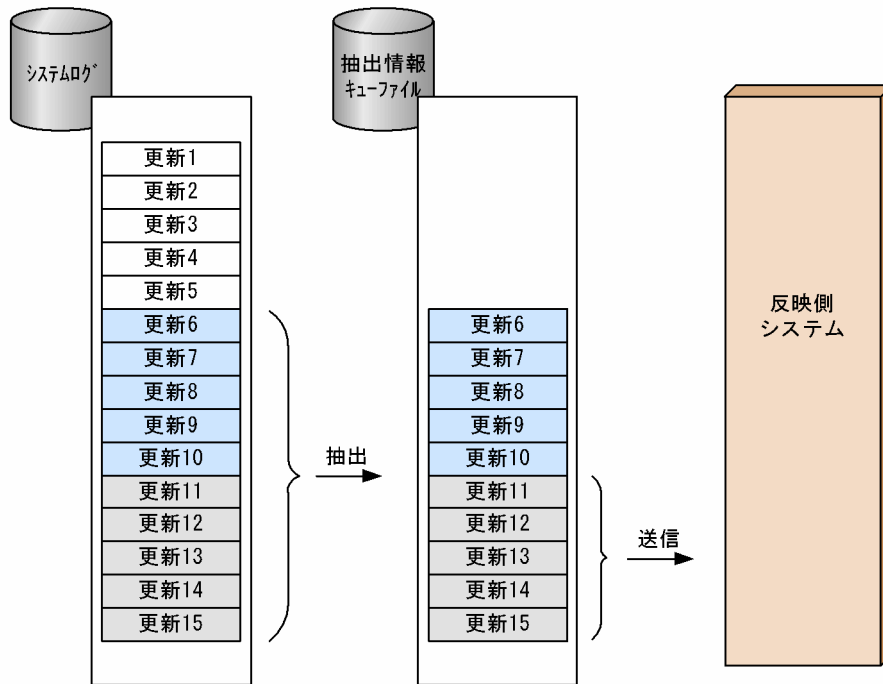 システムログ
更新1
更新2
更新3
更新4
更新5
更新6
更新7
更新8
更新9
更新10
更新11
更新12
更新13
更新14
更新15
抽出
抽出情報
キューファイル
更新6
更新7
更新8
更新9
更新10
更新11
更新12
更新13
更新14
更新15
送信
反映側
システム